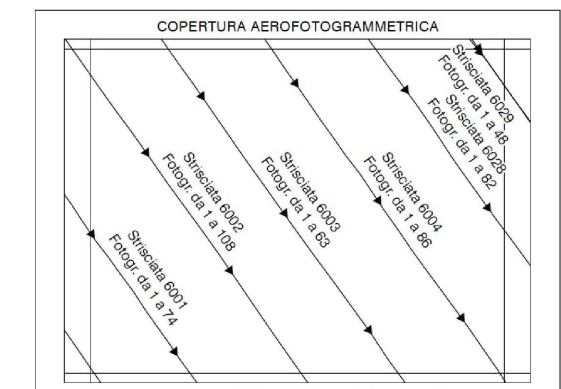 COPERTURA AEROFOTOGRAMMETRICA
Strisciata 6029
Fotogr. da 1 a 48
Strisciata 6028
Fotogr. da 1 a 82
Strisciata 6004
Fotogr. da 1 a 86
Strisciata 6003
Fotogr. da 1 a 63
Strisciata 6002
Fotogr. da 1 a 108
Strisciata 6001
Fotogr. da 1 a 74